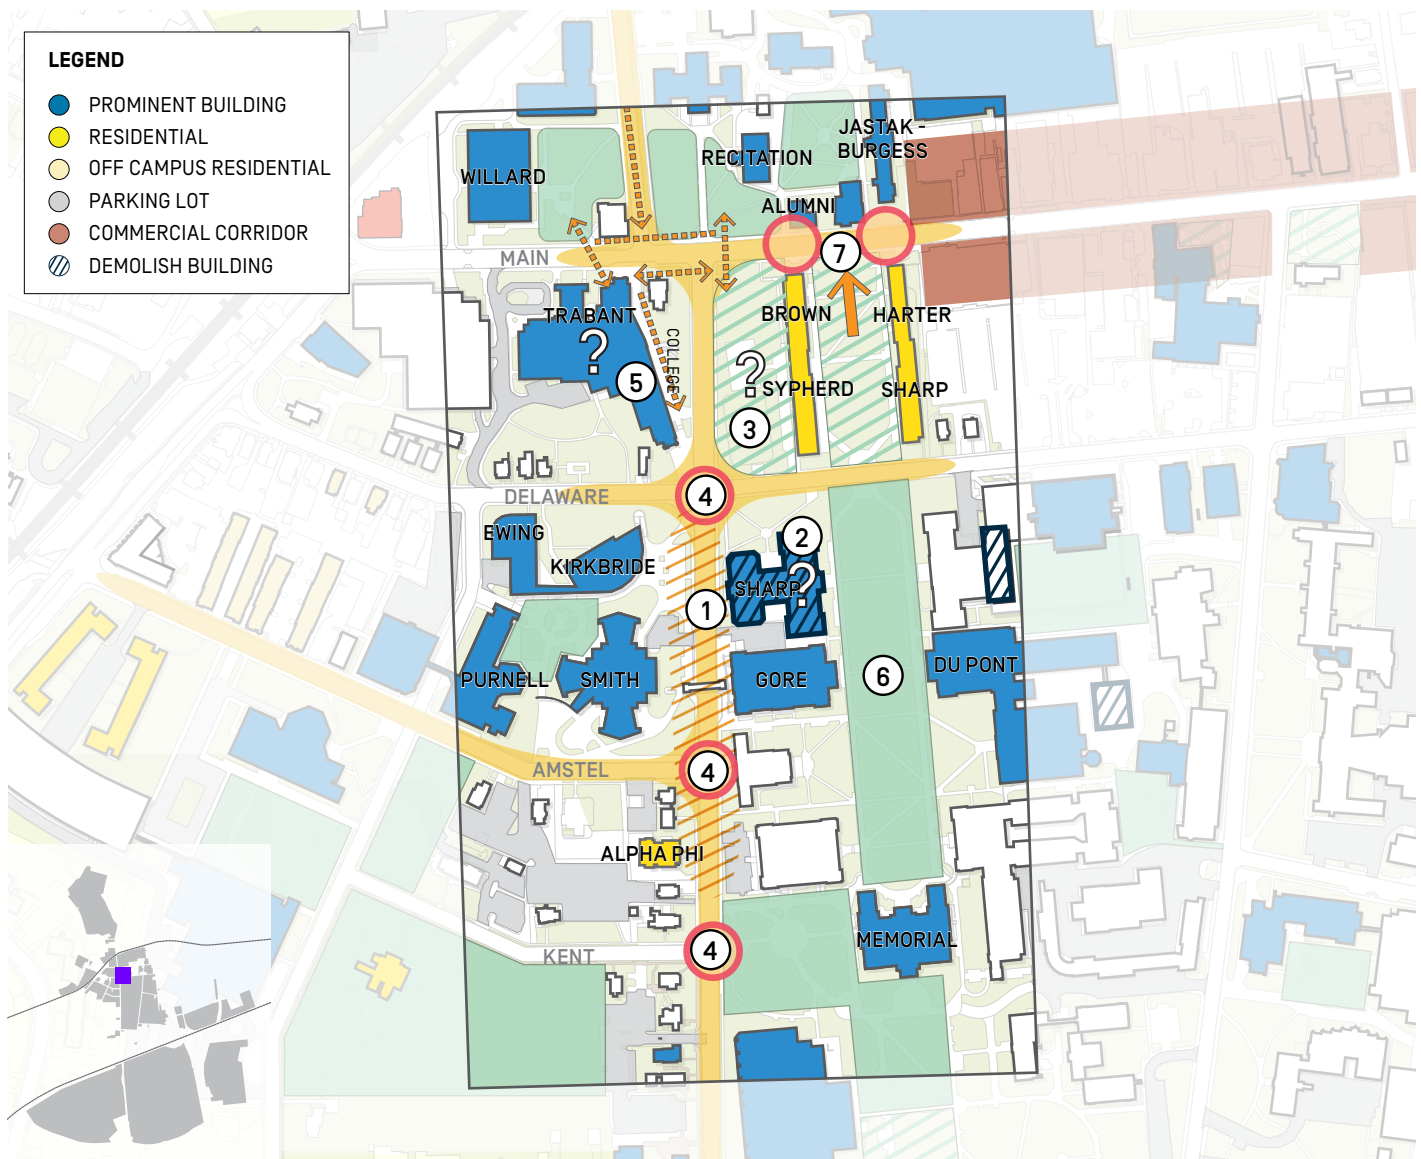 LEGEND
PROMINENT BUILDING
RESIDENTIAL
OFF CAMPUS RESIDENTIAL
PARKING LOT
COMMERCIAL CORRIDOR
DEMOLISH BUILDING
JASTAK-
BURGESS
RECITATION
WILLARD
ALUMNI
7
MAIN
TRABANT
?
BROWN
HARTER
COLLEGE
?
5
SYPHERD
SHARP
3
DELAWARE
4
EWING
2
KIRKBRIDE
SHARP
?
1
PURNELL
SMITH
GORE
6
DU PONT
AMSTEL
4
ALPHA PHI
MEMORIAL
KENT
4